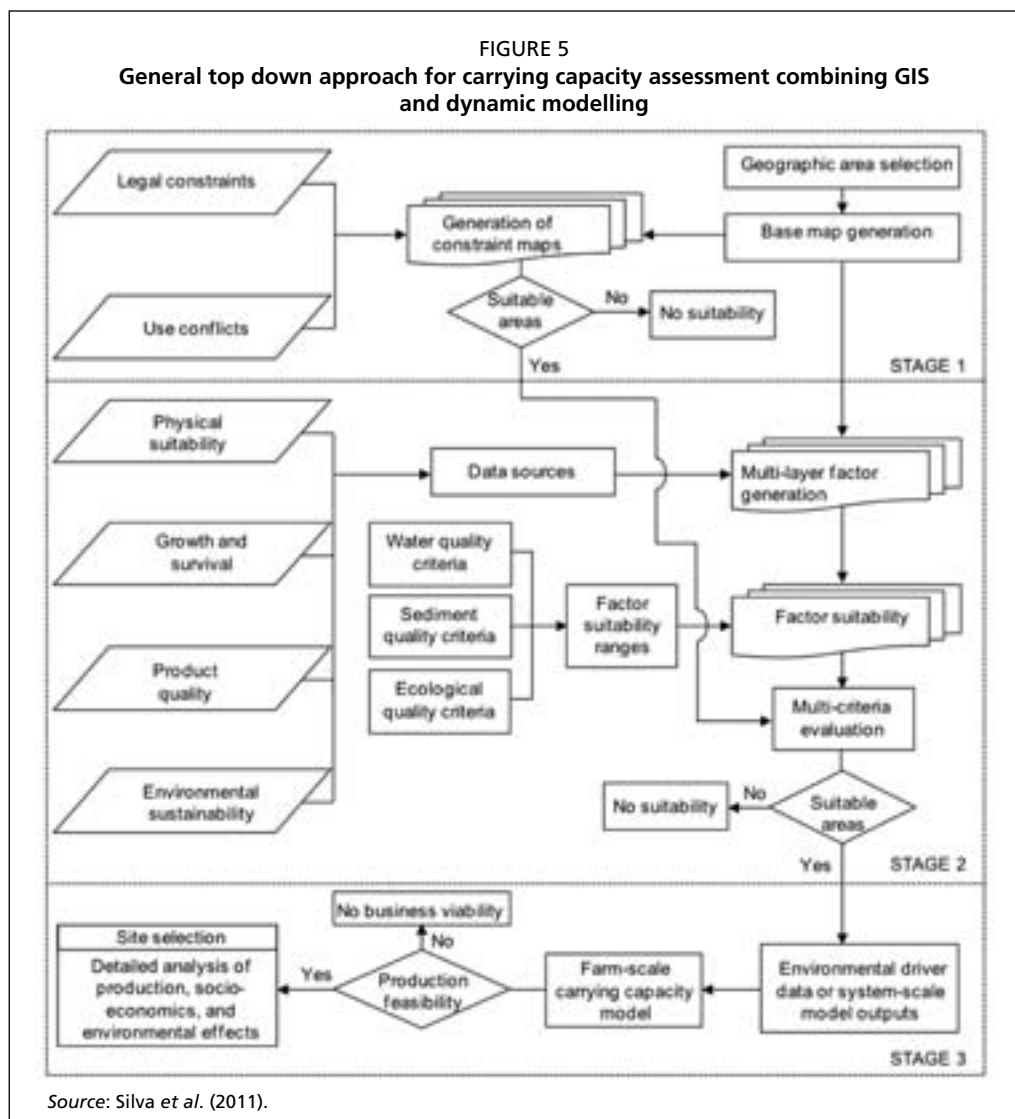 FIGURE 5
General top down approach for carrying capacity assessment combining GIS
and dynamic modelling
Legal constraints
Use conflicts
Generation of
constraint maps
Geographic area selection
Base map generation
Suitable
areas
No
No suitability
Yes
STAGE 1
Physical
suitability
Growth and
survival
Product
quality
Environmental
sustainability
Data sources
Multi-layer factor
generation
Water quality
criteria
Sediment
quality criteria
Ecological
quality criteria
Factor
suitability
ranges
Factor suitability
Multi-criteria
evaluation
Suitable
areas
No
No suitability
Yes
STAGE 2
Site selection
Detailed analysis of
production, socio-
economics, and
environmental effects
Yes
No business viability
No
Production
feasibility
Farm-scale
carrying capacity
model
Environmental driver
data or system-scale
model outputs
STAGE 3
Source: Silva et al. (2011).